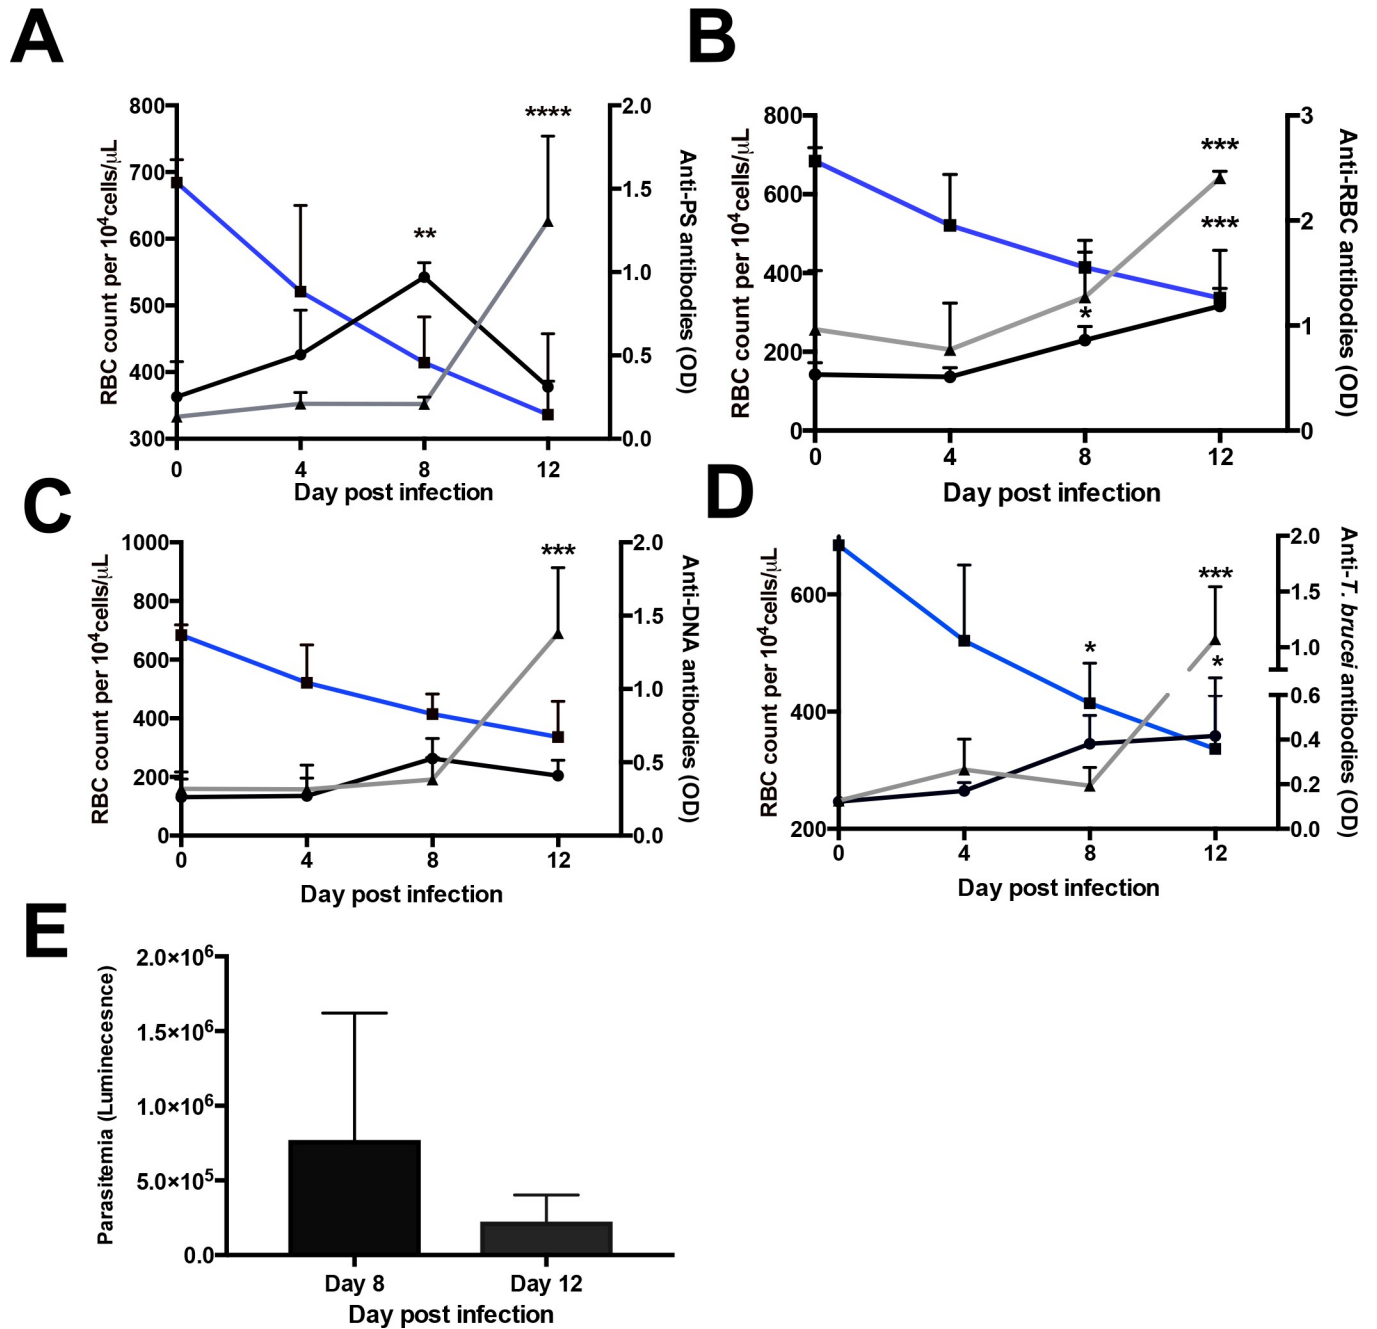 A
800
700
600
500
400
300
RBC count per 10⁴cells/µL
2.0
1.5
1.0
0.5
0.0
Anti-PS antibodies (OD)
**
****
0 4 8 12
Day post infection
B
800
600
400
200
0
RBC count per 10⁴cells/µL
3
2
1
0
Anti-RBC antibodies (OD)
***
***
*
0 4 8 12
Day post infection
C
1000
800
600
400
200
0
RBC count per 10⁴cells/µL
2.0
1.5
1.0
0.5
0.0
Anti-DNA antibodies (OD)
***
0 4 8 12
Day post infection
D
600
400
200
RBC count per 10⁴cells/µL
2.0
1.5
1.0
0.6
0.4
0.2
0.0
Anti-T. brucei antibodies (OD)
***
*
*
0 4 8 12
Day post infection
E
2.0×10⁶
1.5×10⁶
1.0×10⁶
5.0×10⁵
0.0
Parasitemia (Luminecesnce)
Day 8 Day 12
Day post infection